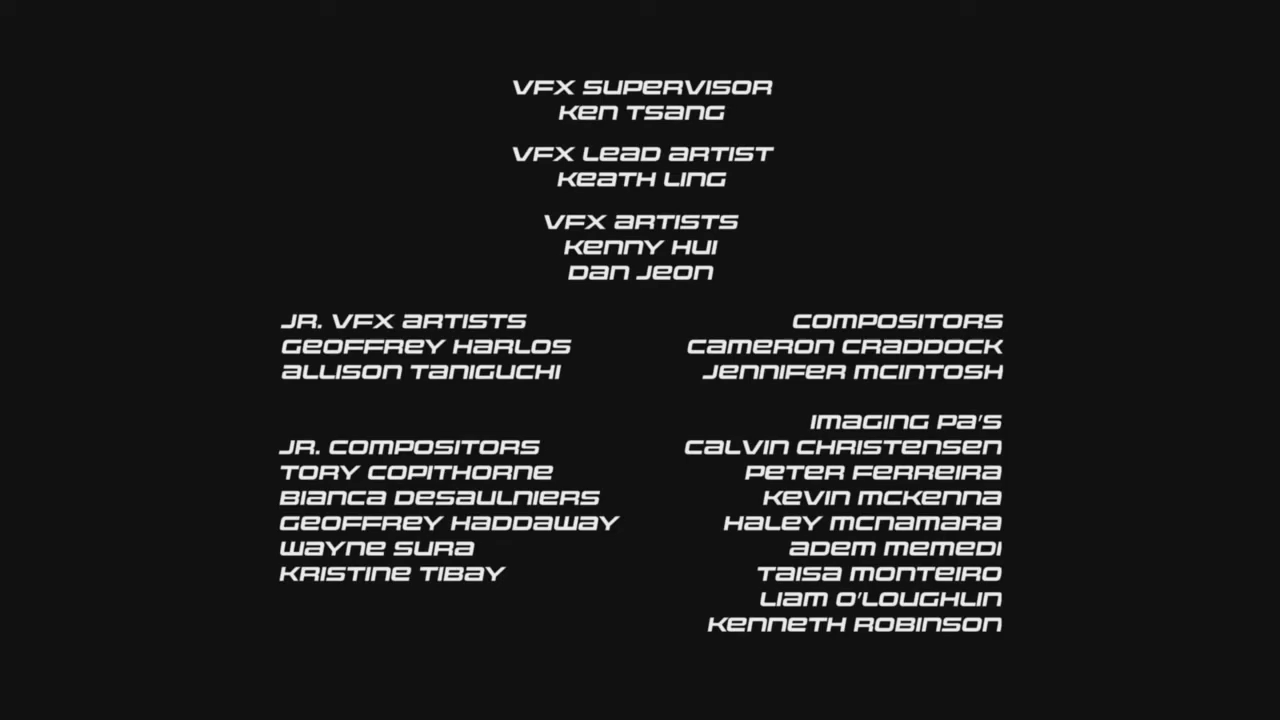 VFX SUPERVISOR
KEN TSANG
VFX LEAD ARTIST
KEATH LING
VFX ARTISTS
KENNY HUI
DAN JEON
JR. VFX ARTISTS
GEOFFREY HARLOS
ALLISON TANIGUCHI
COMPOSITORS
CAMERON CRADDOCK
JENNIFER MCINTOSH
JR. COMPOSITORS
TORY COPITHORNE
BIANCA DESAULNIERS
GEOFFREY HADDAWAY
WAYNE SURA
KRISTINE TIBAY
IMAGING PA'S
CALVIN CHRISTENSEN
PETER FERREIRA
KEVIN MCKENNA
HALEY MCNAMARA
ADEM MEMEDI
TAISA MONTEIRO
LIAM O'LOUGHLIN
KENNETH ROBINSON